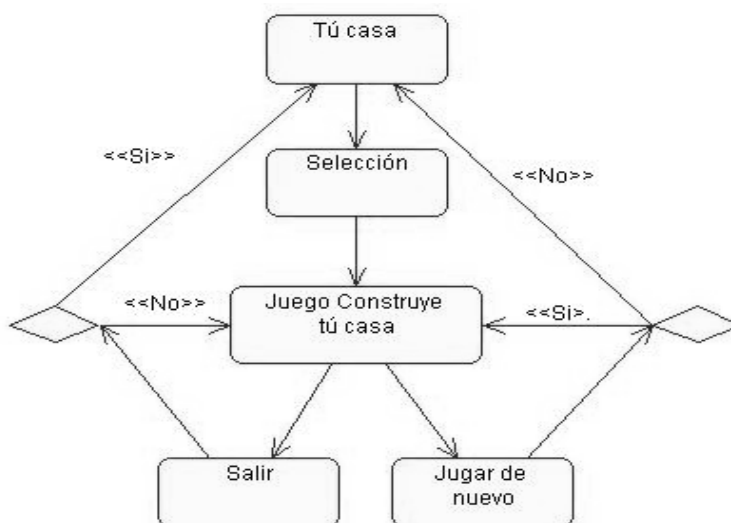 Tú casa
<<Si>>
Selección
<<No>>
<<No>>
Juego Construye
tú casa
<<Si>.
Salir
Jugar de
nuevo